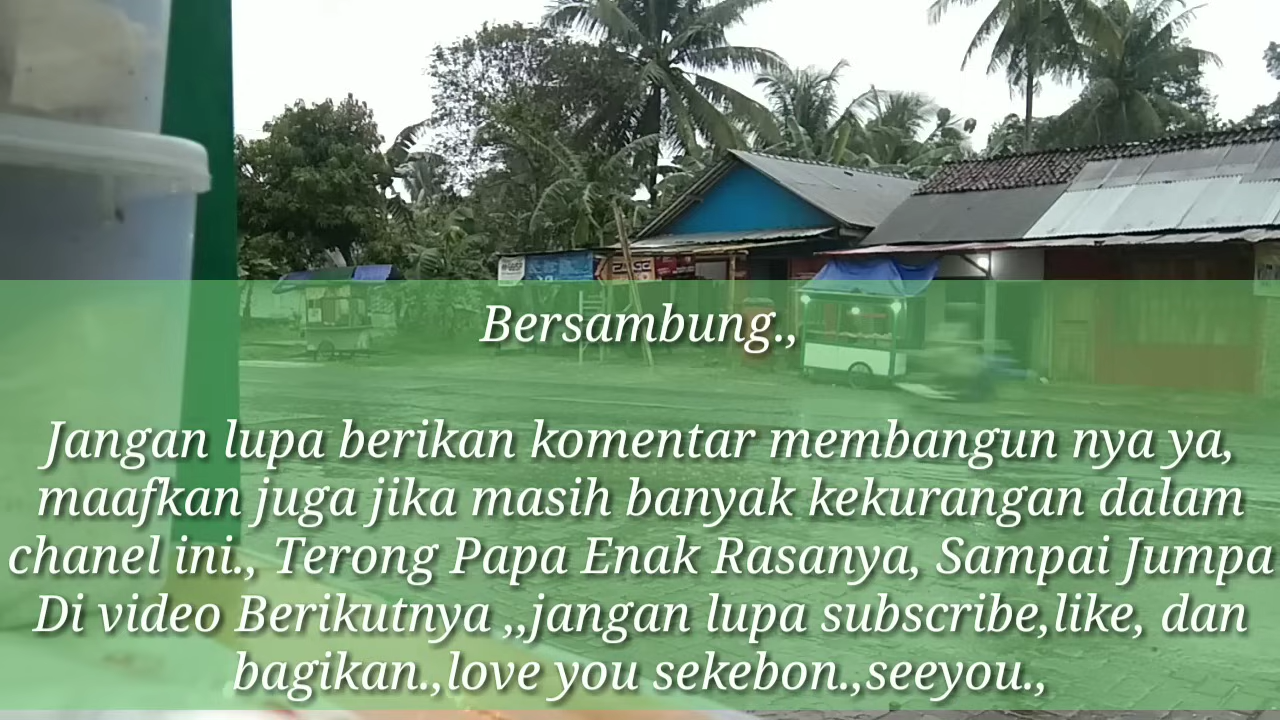 Bersambung.,
Jangan lupa berikan komentar membangun nya ya,
maafkan juga jika masih banyak kekurangan dalam
chanel ini., Terong Papa Enak Rasanya, Sampai Jumpa
Di video Berikutnya ,,jangan lupa subscribe,like, dan
bagikan.,love you sekebon.,seeyou.,